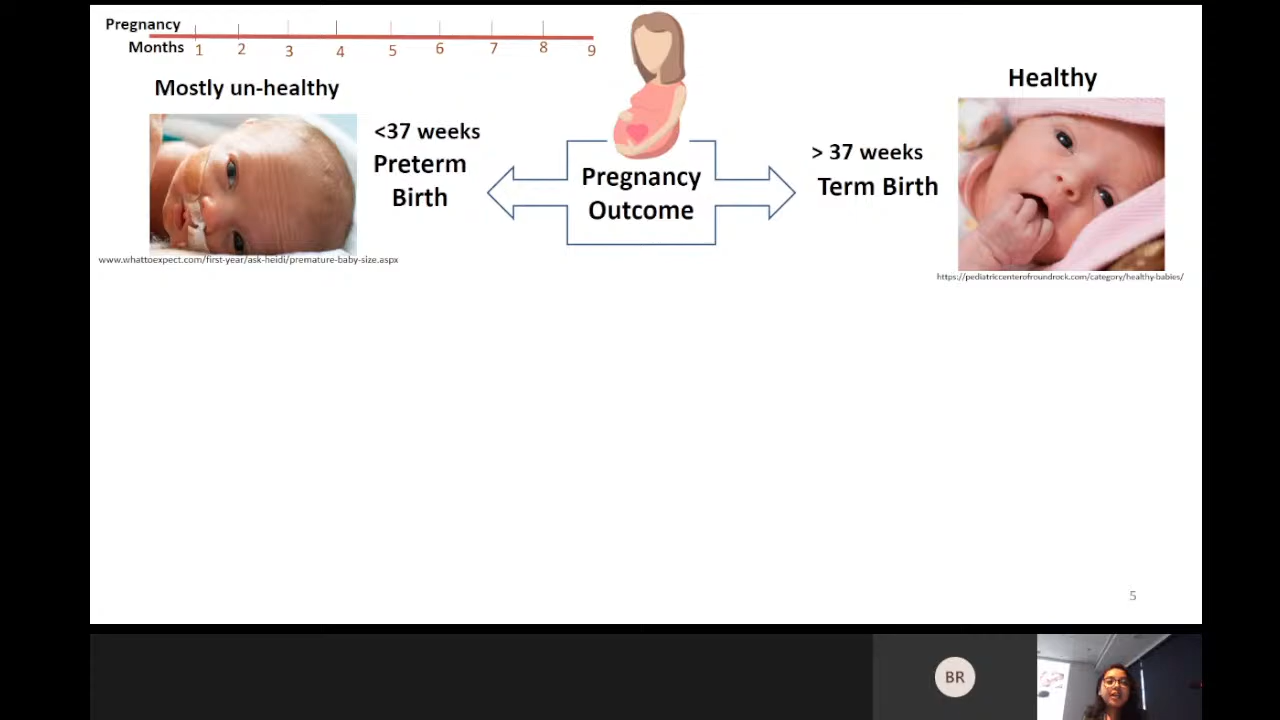 Pregnancy
Months
1 2 3 4 5 6 7 8 9
Mostly un-healthy
<37 weeks
Preterm
Birth
www.whattoexpect.com/first-year/ask-heidi/premature-baby-size.aspx
Pregnancy
Outcome
Healthy
> 37 weeks
Term Birth
https://pediatriccenterofroundrock.com/category/healthy-babies/
5
BR